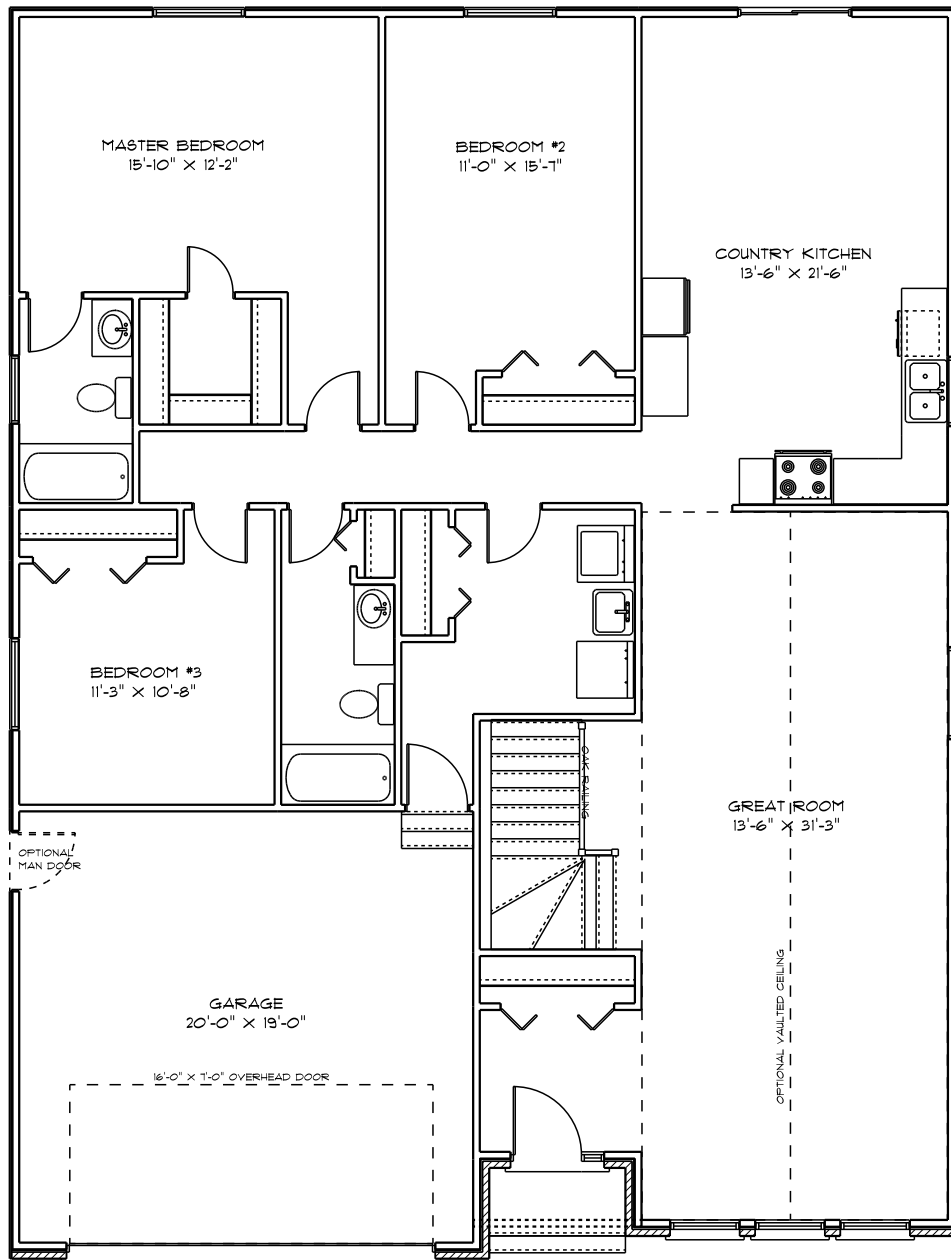 MASTER BEDROOM
15'-10" X 12'-2"
BEDROOM #2
11'-0" X 15'-7"
COUNTRY KITCHEN
13'-6" X 21'-6"
BEDROOM #3
11'-3" X 10'-8"
OAK RAILING
GREAT ROOM
13'-6" X 31'-3"
OPTIONAL
MAN DOOR
GARAGE
20'-0" X 19'-0"
OPTIONAL VAULTED CEILING
16'-0" X 7'-0" OVERHEAD DOOR